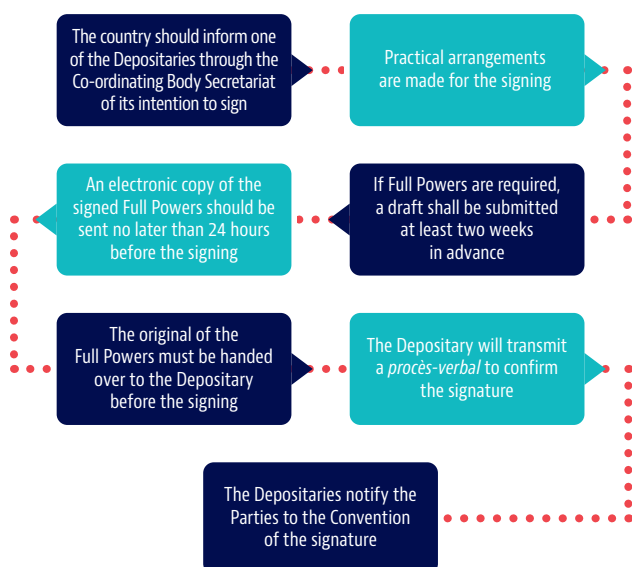 The country should inform one
of the Depositaries through the
Co-ordinating Body Secretariat
of its intention to sign
Practical arrangements
are made for the signing
If Full Powers are required,
a draft shall be submitted
at least two weeks
in advance
An electronic copy of the
signed Full Powers should be
sent no later than 24 hours
before the signing
The original of the
Full Powers must be handed
over to the Depositary
before the signing
The Depositary will transmit
a procès-verbal to confirm
the signature
The Depositaries notify the
Parties to the Convention
of the signature